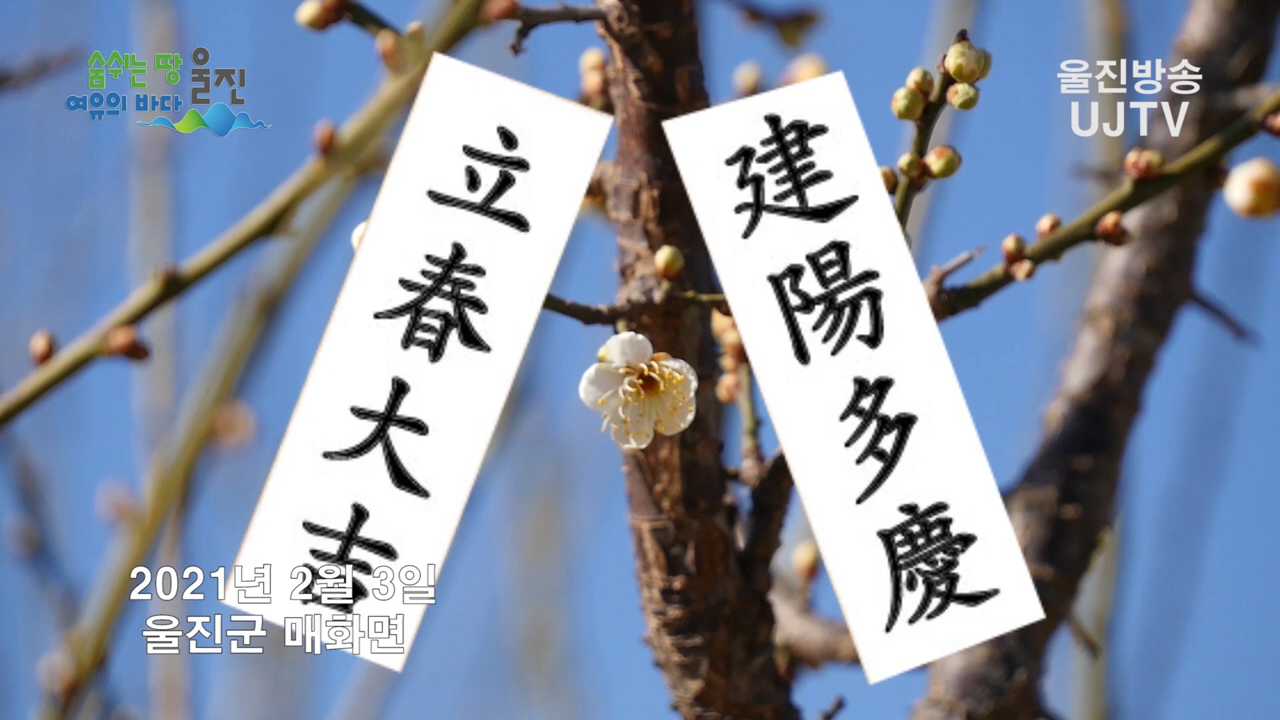 숨쉬는 땅 울진
여유의 바다
울진방송
UJTV
立春大吉
建陽多慶
2021년 2월 3일
울진군 매화면